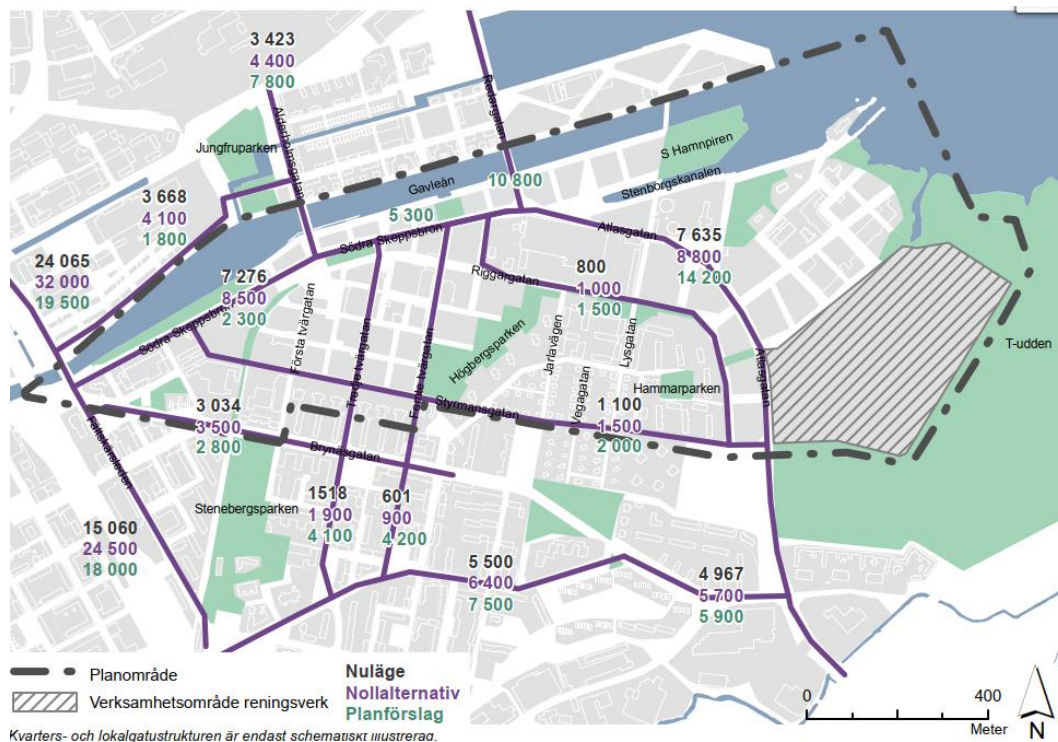 3 423
4 400
7 800
Alderholmsgatan
Redargatan
Jungfruparken
S Hamnpiren
Gavleån
10 800
Stenborgskanalen
3 668
4 100
1 800
5 300
Södra Skeppsbron
Atlasgatan
7 635
8 800
14 200
24 065
32 000
19 500
7 276
8 500
2 300
Södra Skeppsbron
Riggargatan
800
1 000
1 500
Första tvärgatan
Tredje tvärgatan
Femte tvärgatan
Högbergsparken
Jarlavägen
Lysgatan
Vegagatan
Hammarparken
Atlasgatan
T-udden
Styrmansgatan
3 034
3 500
2 800
1 100
1 500
2 000
Brynäsgatan
Fältskärsleden
Stenebergsparken
1518
1 900
4 100
601
900
4 200
15 060
24 500
18 000
5 500
6 400
7 500
4 967
5 700
5 900
Planområde
Verksamhetsområde reningsverk
Nuläge
Nollalternativ
Planförslag
0
400
Meter
N
Kvarters- och lokalgatustrukturen är endast schematiskt illustrerad.